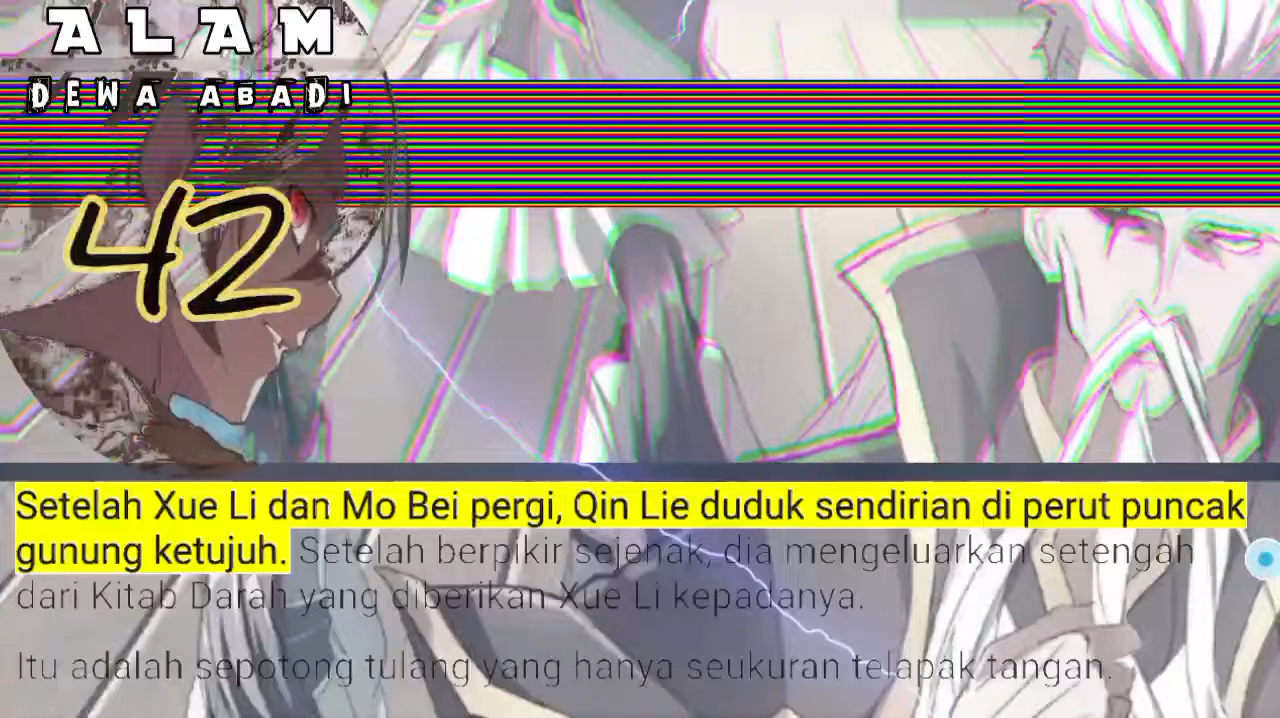 ALAM
DEWA ABADI
42
Setelah Xue Li dan Mo Bei pergi, Qin Lie duduk sendirian di perut puncak
gunung ketujuh. Setelah berpikir sejenak, dia mengeluarkan setengah
dari Kitab Darah yang diberikan Xue Li kepadanya.
Itu adalah sepotong tulang yang hanya seukuran telapak tangan.